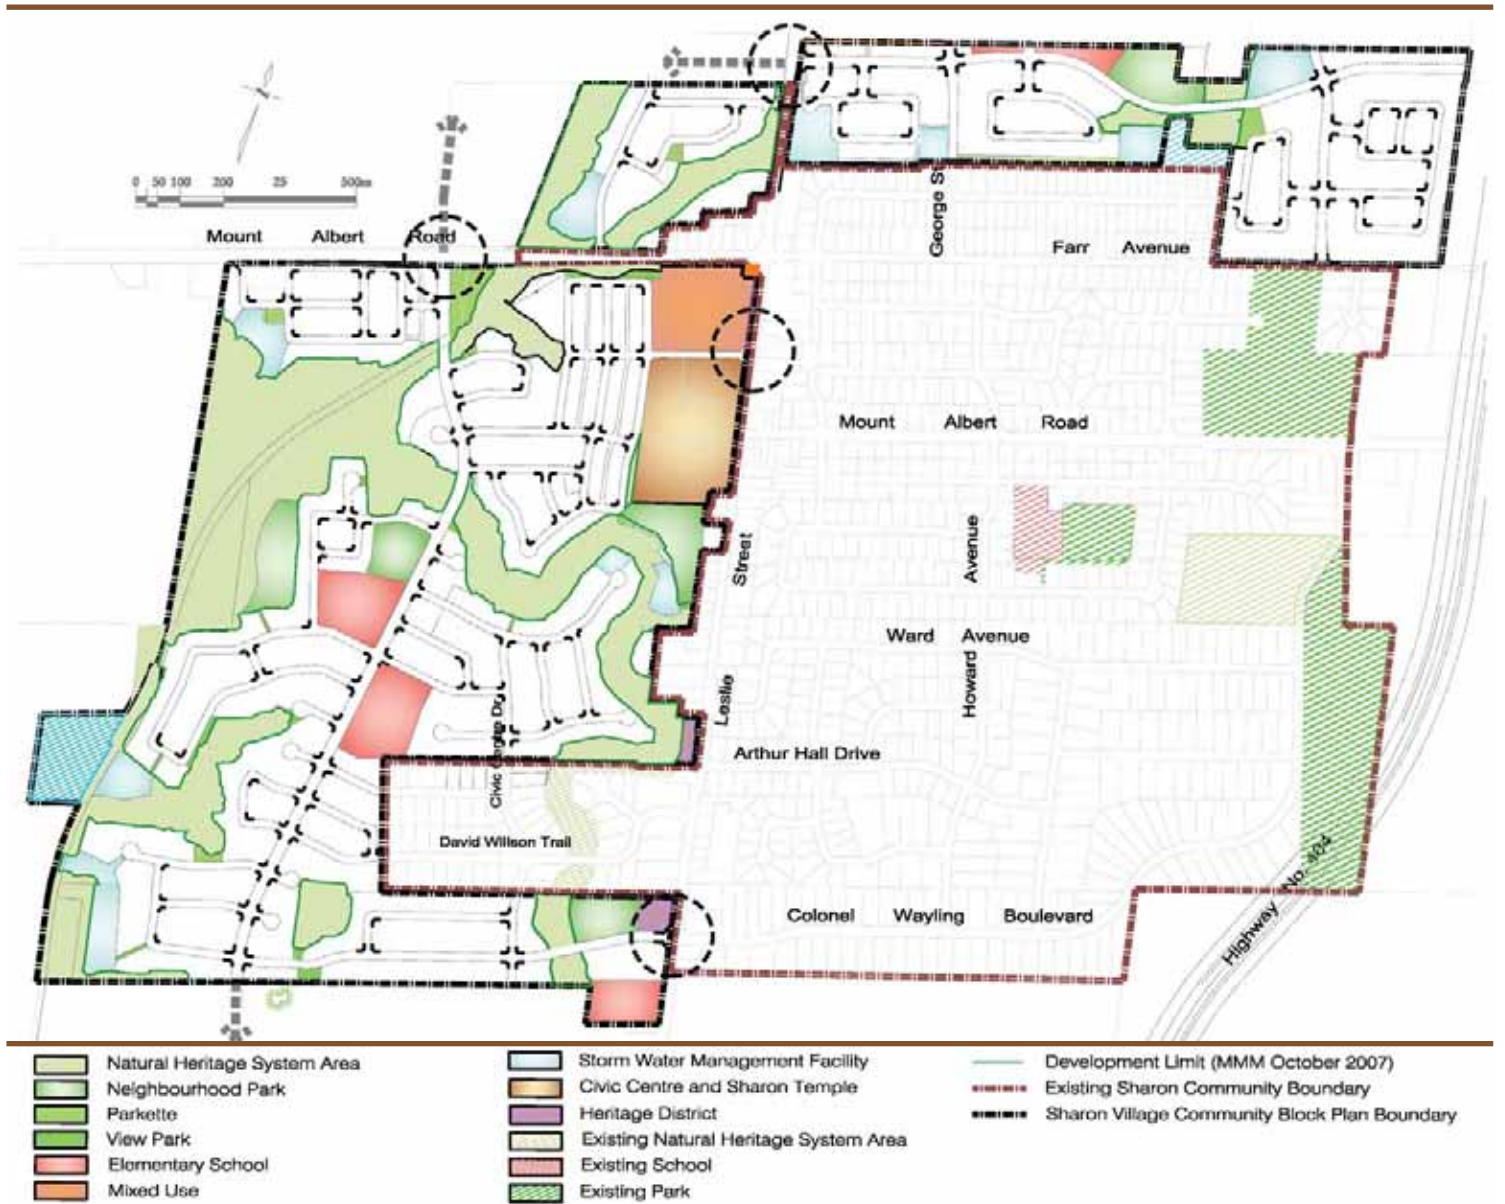 0 50 100 200 25 500m
Mount Albert Road
George St
Farr Avenue
Mount Albert Road
Leslie Street
Howard Avenue
Ward Avenue
Arthur Hall Drive
David Willson Trail
Colonel Wayling Boulevard
Highway No. 404
Natural Heritage System Area
Neighbourhood Park
Parkette
View Park
Elementary School
Mixed Use
Storm Water Management Facility
Civic Centre and Sharon Temple
Heritage District
Existing Natural Heritage System Area
Existing School
Existing Park
Development Limit (MMM October 2007)
Existing Sharon Community Boundary
Sharon Village Community Block Plan Boundary